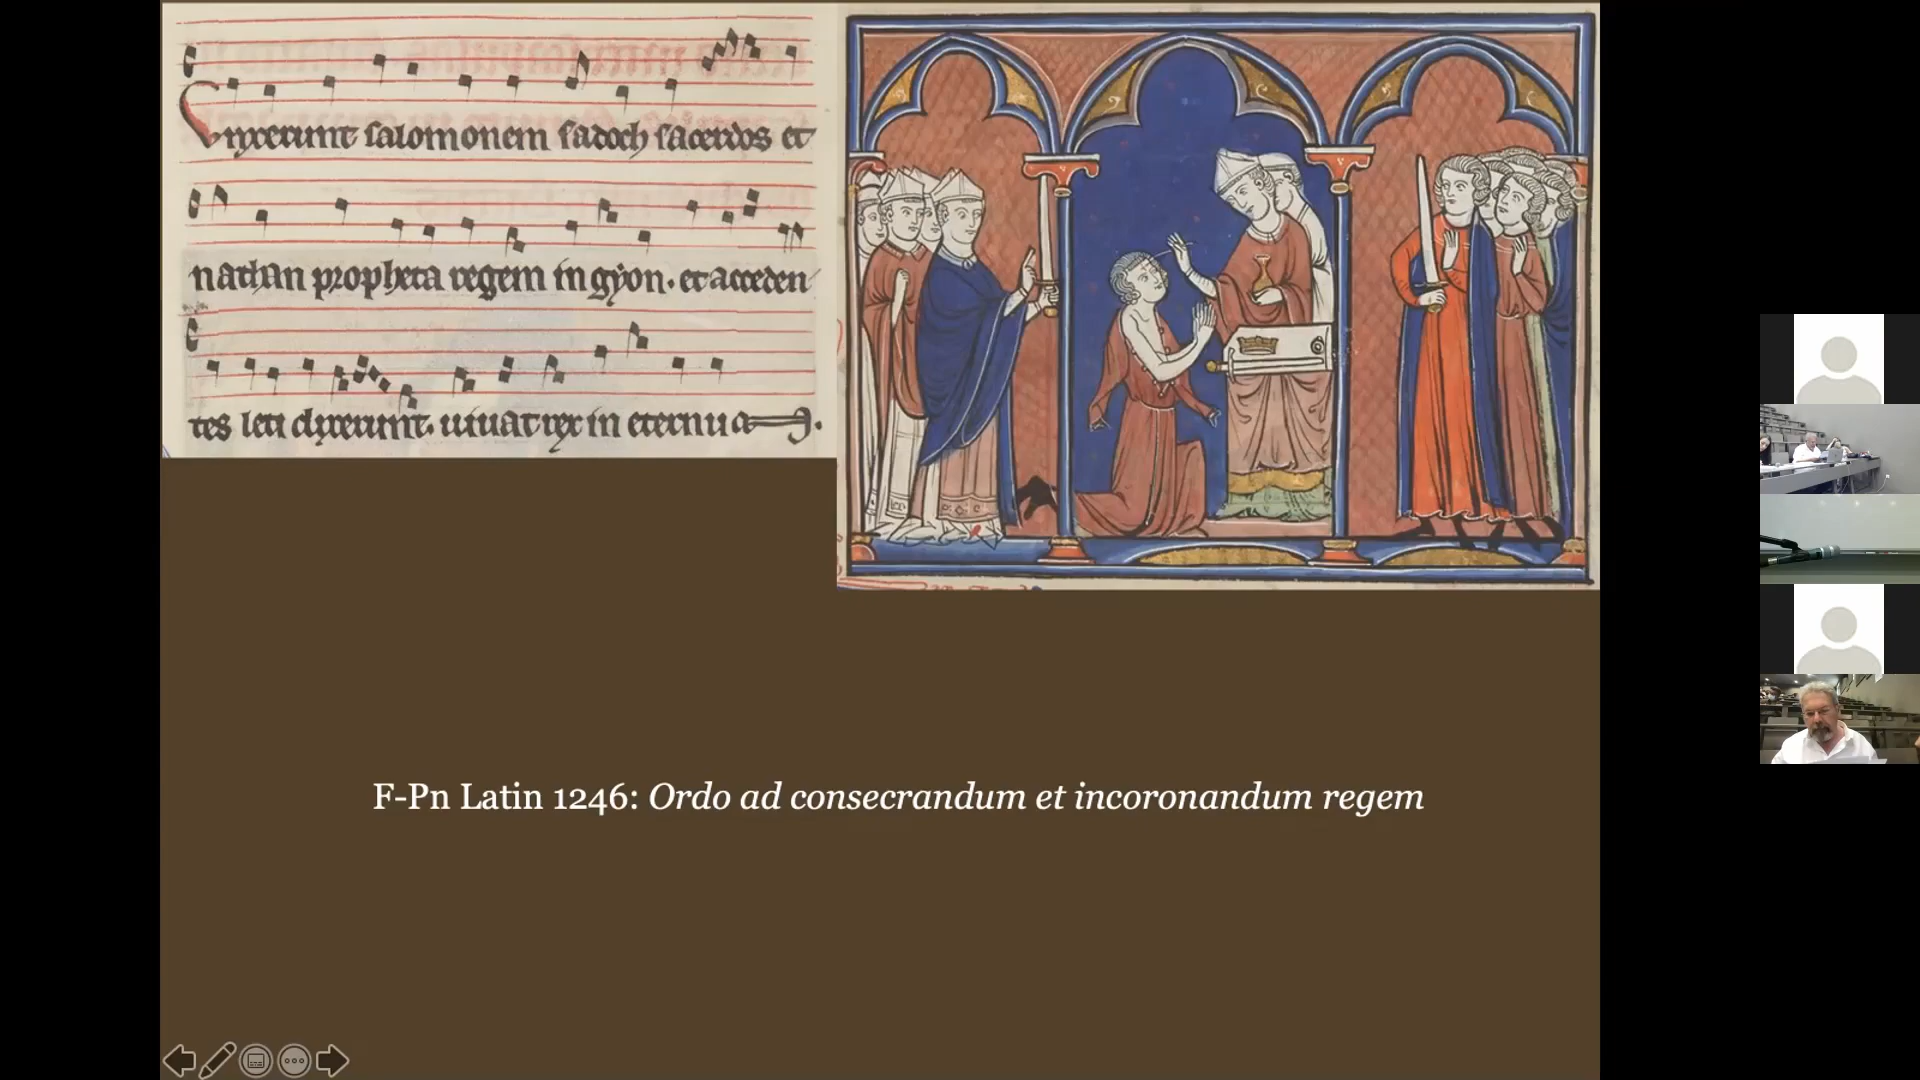 Unxerunt salomonem sadoch sacerdos et
nathan propheta regem in gyon. et acceden
tes leti dixerunt. uiuat rex in eternu a.
F-Pn Latin 1246: Ordo ad consecrandum et incoronandum regem